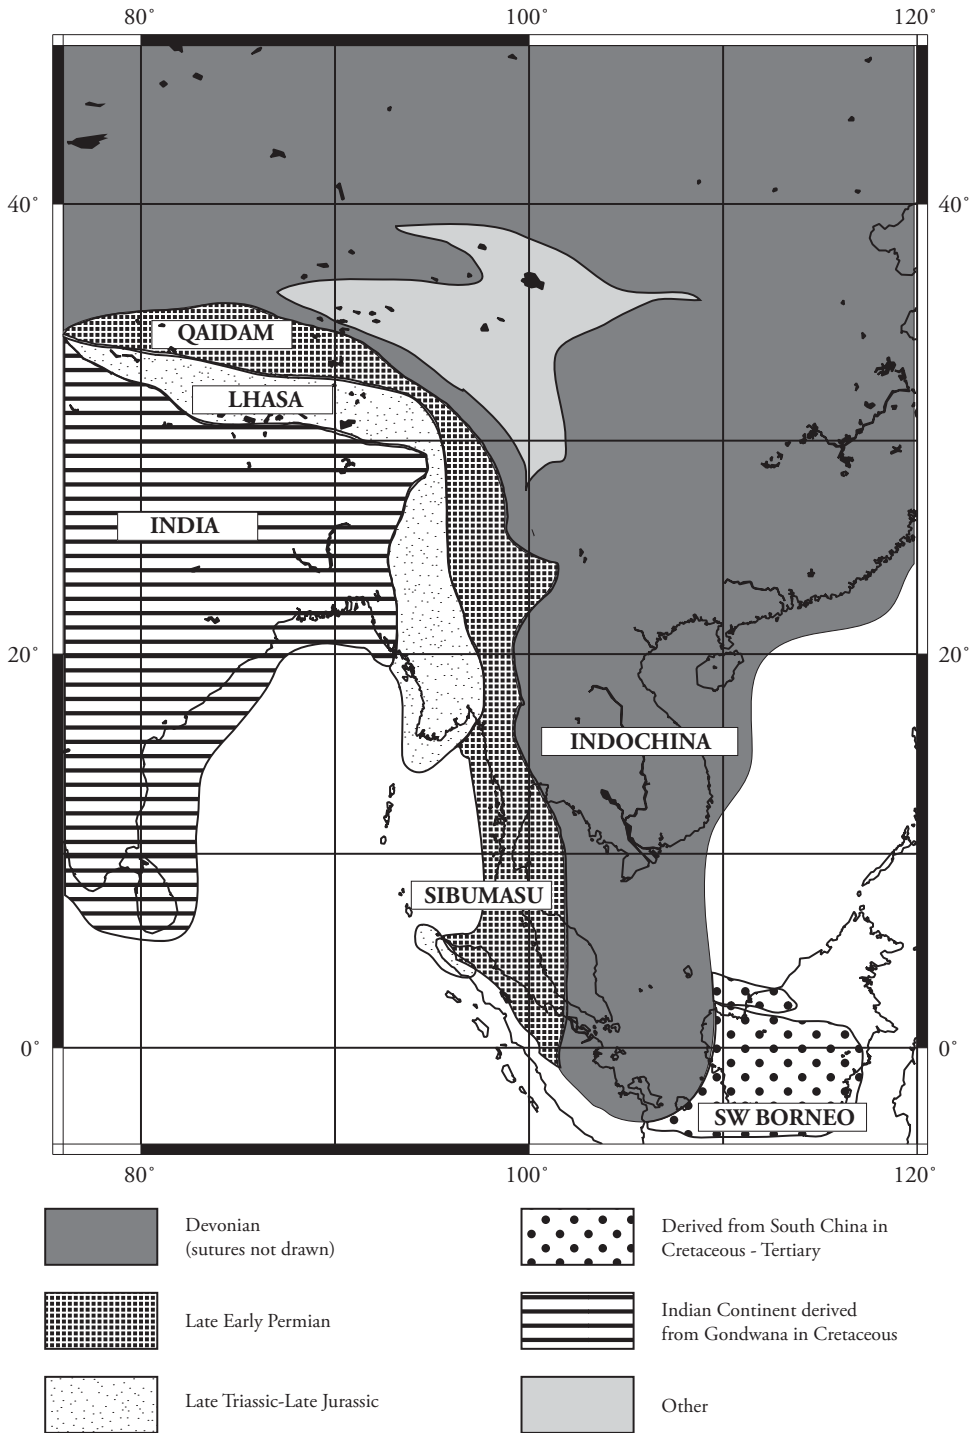 80°
100°
120°
40°
40°
QAIDAM
LHASA
INDIA
20°
20°
INDOCHINA
SIBUMASU
0°
0°
SW BORNEO
80°
100°
120°
Devonian
(sutures not drawn)
Late Early Permian
Late Triassic-Late Jurassic
Derived from South China in
Cretaceous - Tertiary
Indian Continent derived
from Gondwana in Cretaceous
Other